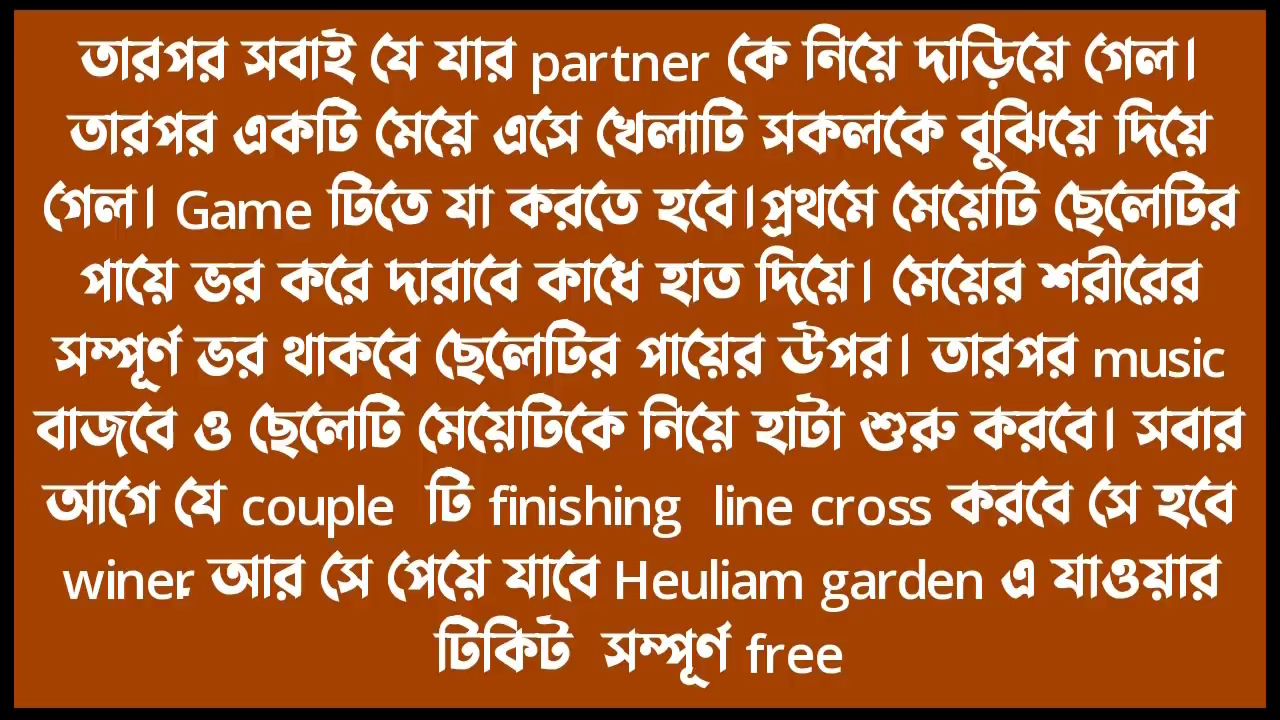 তারপর সবাই যে যার partner কে নিয়ে দাড়িয়ে গেল।
তারপর একটি মেয়ে এসে খেলাটি সকলকে বুঝিয়ে দিয়ে
গেল। Game টিতে যা করতে হবে।প্রথমে মেয়েটি ছেলেটির
পায়ে ভর করে দারাবে কাধে হাত দিয়ে। মেয়ের শরীরের
সম্পূর্ণ ভর থাকবে ছেলেটির পায়ের উপর। তারপর music
বাজবে ও ছেলেটি মেয়েটিকে নিয়ে হাটা শুরু করবে। সবার
আগে যে couple টি finishing line cross করবে সে হবে
winer. আর সে পেয়ে যাবে Heuliam garden এ যাওয়ার
টিকিট সম্পূর্ণ free